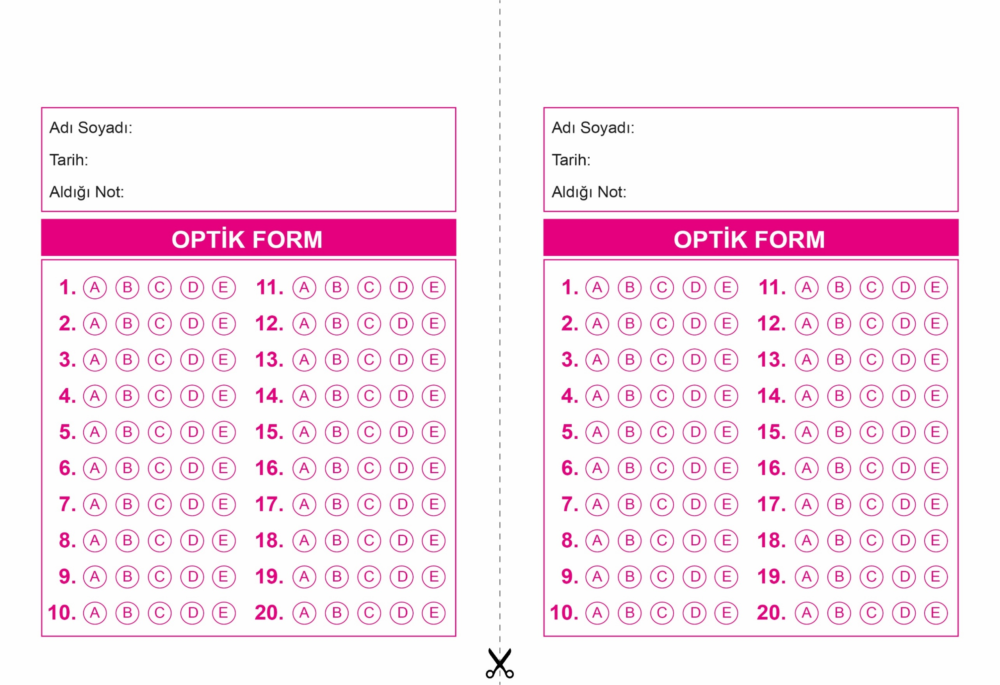 Adı Soyadı:
Tarih:
Aldığı Not:
OPTİK FORM
1. A B C D E 11. A B C D E
2. A B C D E 12. A B C D E
3. A B C D E 13. A B C D E
4. A B C D E 14. A B C D E
5. A B C D E 15. A B C D E
6. A B C D E 16. A B C D E
7. A B C D E 17. A B C D E
8. A B C D E 18. A B C D E
9. A B C D E 19. A B C D E
10. A B C D E 20. A B C D E
Adı Soyadı:
Tarih:
Aldığı Not:
OPTİK FORM
1. A B C D E 11. A B C D E
2. A B C D E 12. A B C D E
3. A B C D E 13. A B C D E
4. A B C D E 14. A B C D E
5. A B C D E 15. A B C D E
6. A B C D E 16. A B C D E
7. A B C D E 17. A B C D E
8. A B C D E 18. A B C D E
9. A B C D E 19. A B C D E
10. A B C D E 20. A B C D E